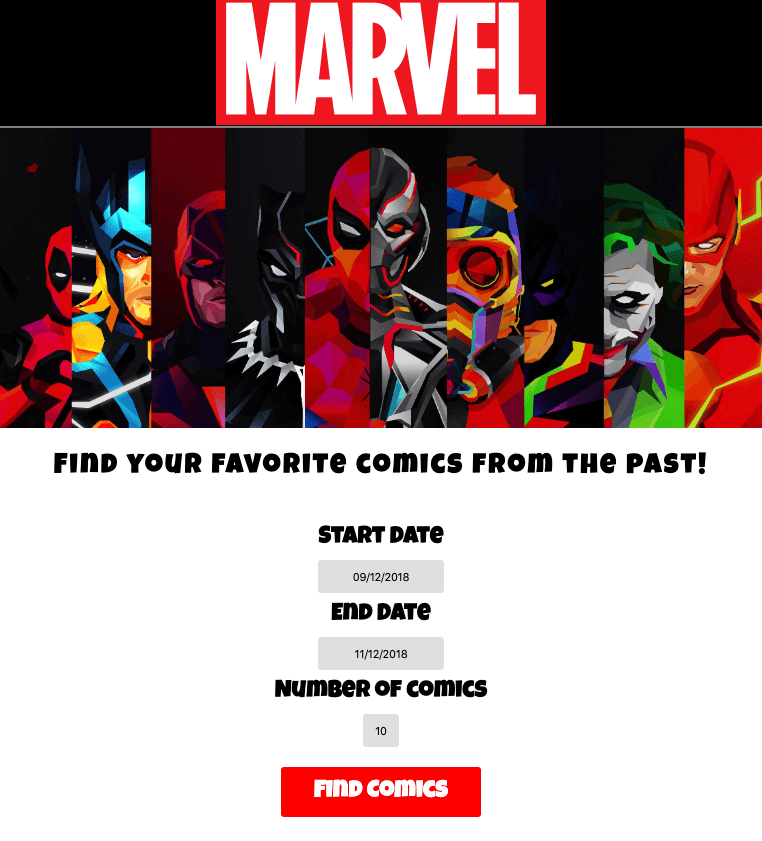 MARVEL
Find your favorite comics from the past!
Start Date
09/12/2018
End Date
11/12/2018
Number of Comics
10
Find Comics